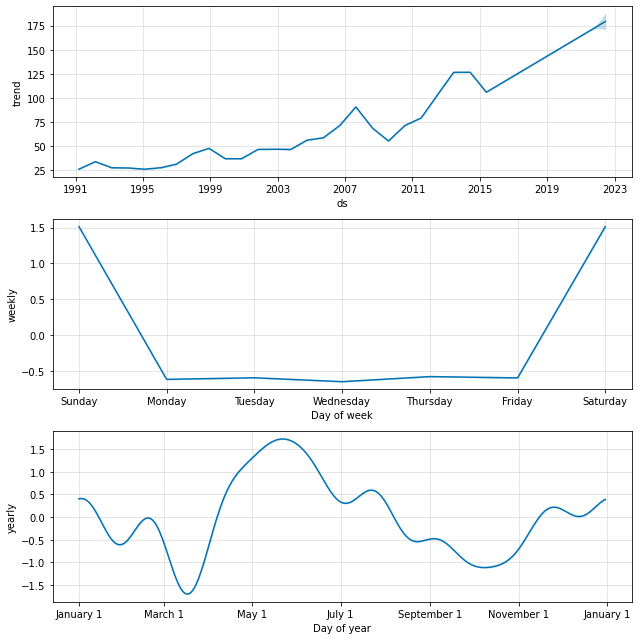 175
150
125
100
75
50
25
trend
1991 1995 1999 2003 2007 2011 2015 2019 2023
ds
1.5
1.0
0.5
0.0
−0.5
weekly
Sunday Monday Tuesday Wednesday Thursday Friday Saturday
Day of week
1.5
1.0
0.5
0.0
−0.5
−1.0
−1.5
yearly
January 1 March 1 May 1 July 1 September 1 November 1 January 1
Day of year